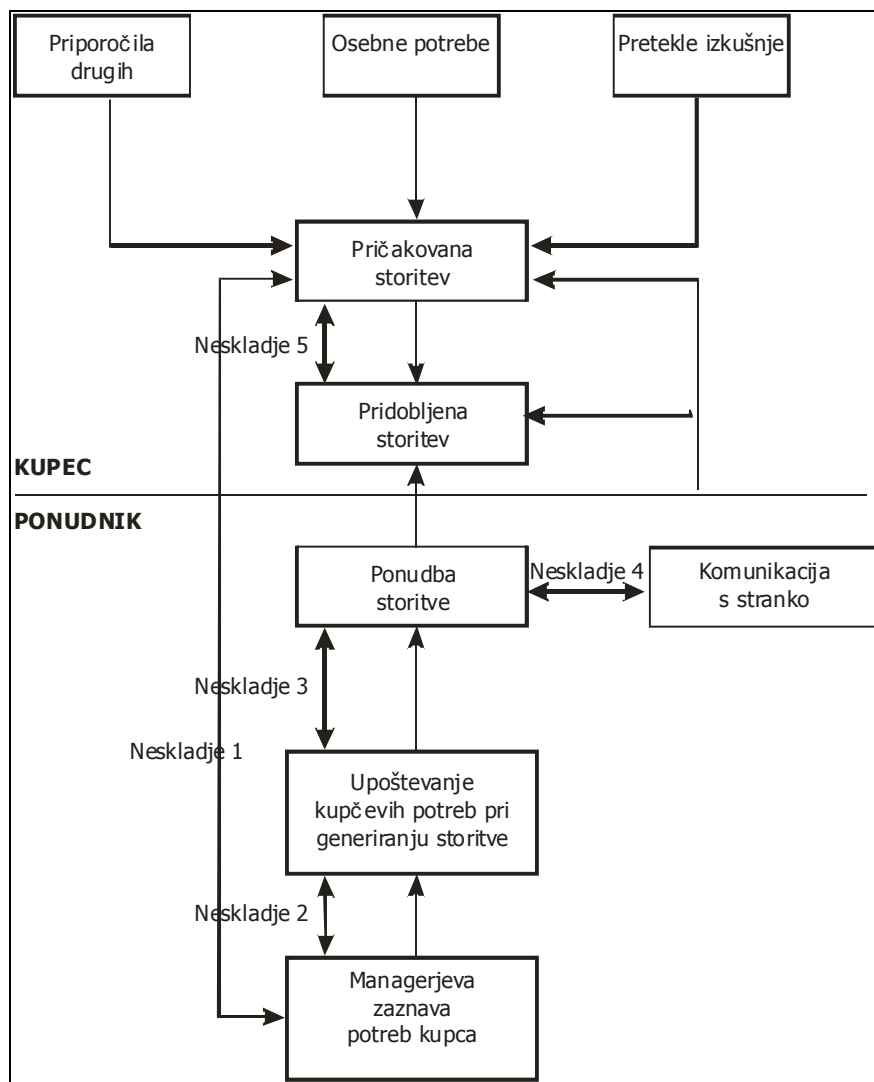 Priporočila
drugih
Osebne potrebe
Pretekle izkušnje
Pričakovana
storitev
Neskladje 5
Pridobljena
storitev
KUPEC
PONUDNIK
Ponudba
storitve
Neskladje 4
Komunikacija
s stranko
Neskladje 3
Neskladje 1
Upoštevanje
kupčevih potreb pri
generiranju storitve
Neskladje 2
Managerjeva
zaznava
potreb kupca